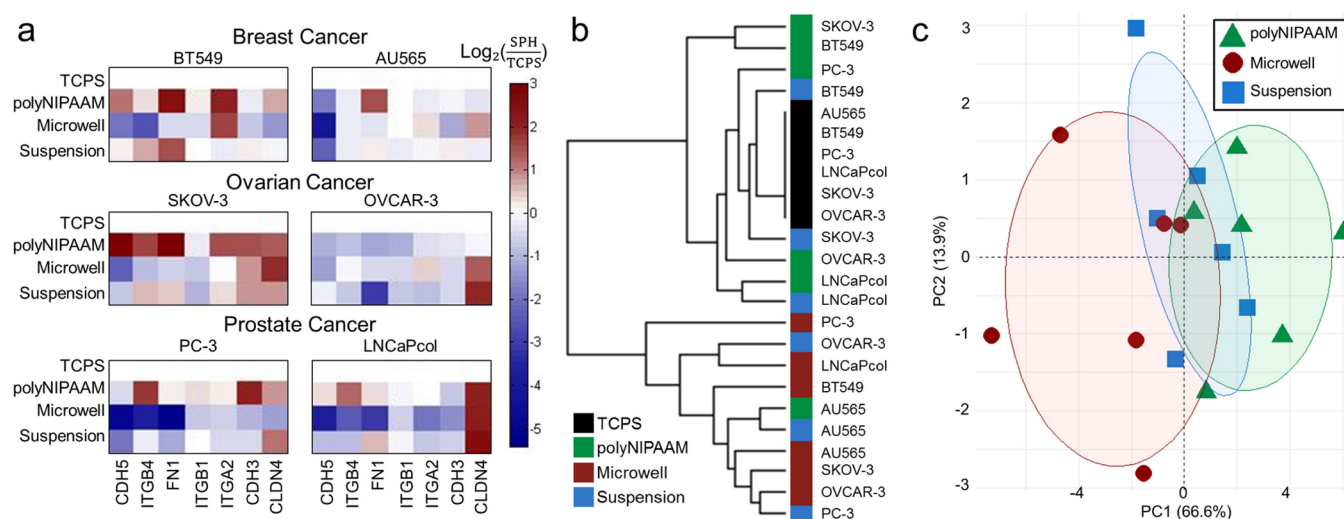 a
Breast Cancer
BT549 AU565
TCPS
polyNIPAAM
Microwell
Suspension
Ovarian Cancer
SKOV-3 OVCAR-3
TCPS
polyNIPAAM
Microwell
Suspension
Prostate Cancer
PC-3 LNCaPcol
TCPS
polyNIPAAM
Microwell
Suspension
CDH5 ITGB4 FN1 ITGB1 ITGA2 CDH3 CLDN4
CDH5 ITGB4 FN1 ITGB1 ITGA2 CDH3 CLDN4
Log₂(SPH/TCPS)
3
2
1
0
-1
-2
-3
-4
-5
b
SKOV-3
BT549
PC-3
BT549
AU565
BT549
PC-3
LNCaPcol
SKOV-3
OVCAR-3
SKOV-3
OVCAR-3
LNCaPcol
LNCaPcol
PC-3
OVCAR-3
LNCaPcol
BT549
AU565
AU565
AU565
SKOV-3
OVCAR-3
PC-3
TCPS
polyNIPAAM
Microwell
Suspension
c
polyNIPAAM
Microwell
Suspension
3
2
1
0
-1
-2
-3
PC2 (13.9%)
-4 0 4
PC1 (66.6%)